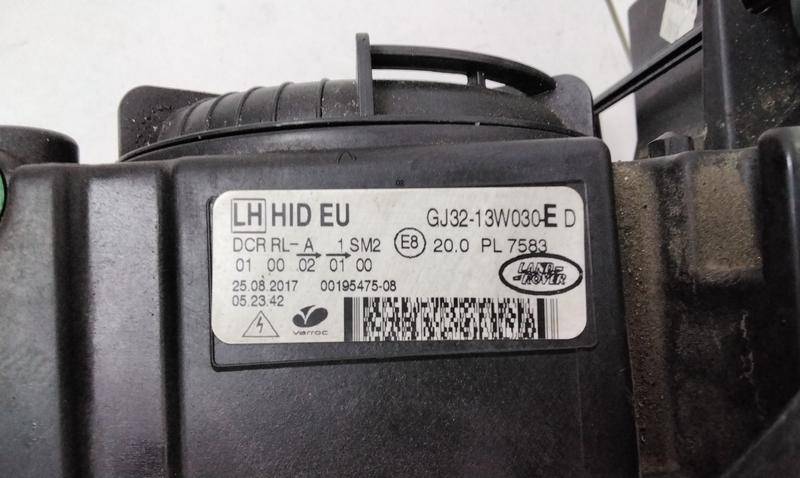 LH HID EU GJ32-13W030-E D
DCR RL- A 1 SM2 E8 20.0 PL 7583
01 00 02 01 00
LAND-ROVER
25.08.2017 00195475-08
05.23.42
varroc